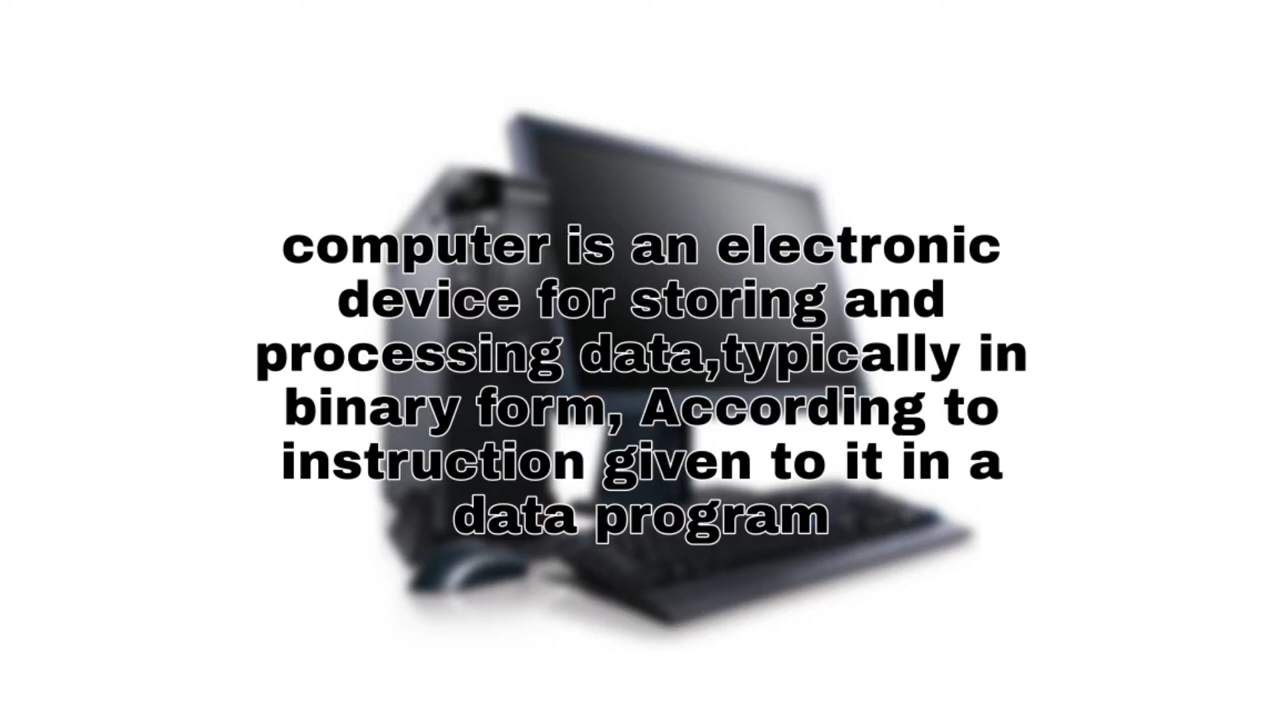 computer is an electronic
device for storing and
processing data,typically in
binary form, According to
instruction given to it in a
data program